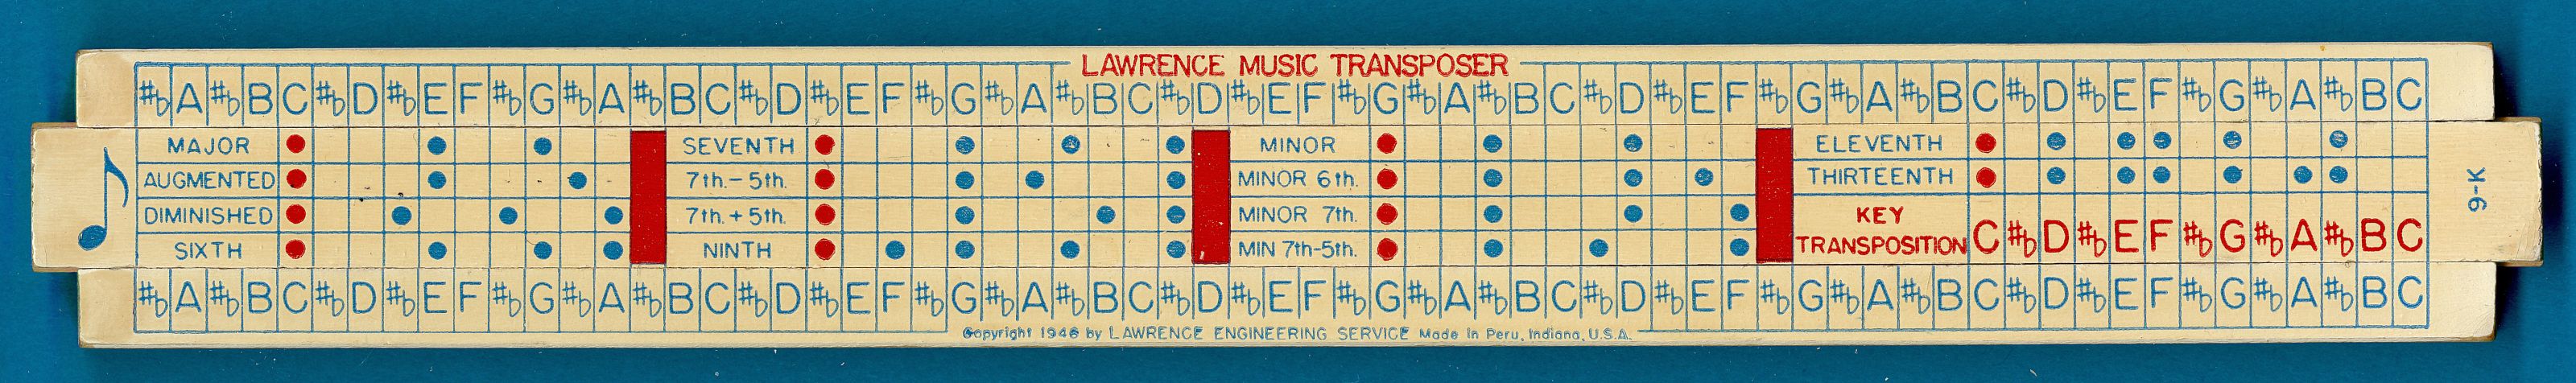 LAWRENCE MUSIC TRANSPOSER
#♭ A #♭ B C #♭ D #♭ E F #♭ G #♭ A #♭ B C #♭ D #♭ E F #♭ G #♭ A #♭ B C #♭ D #♭ E F #♭ G #♭ A #♭ B C #♭ D #♭ E F #♭ G #♭ A #♭ B C #♭ D #♭ E F #♭ G #♭ A #♭ B C
MAJOR SEVENTH MINOR ELEVENTH
AUGMENTED 7th.-5th. MINOR 6th. THIRTEENTH
DIMINISHED 7th.+5th. MINOR 7th. KEY
SIXTH NINTH MIN 7th-5th. TRANSPOSITION C #♭ D #♭ E F #♭ G #♭ A #♭ B C
9-K
#♭ A #♭ B C #♭ D #♭ E F #♭ G #♭ A #♭ B C #♭ D #♭ E F #♭ G #♭ A #♭ B C #♭ D #♭ E F #♭ G #♭ A #♭ B C #♭ D #♭ E F #♭ G #♭ A #♭ B C #♭ D #♭ E F #♭ G #♭ A #♭ B C
Copyright 1946 by LAWRENCE ENGINEERING SERVICE Made in Peru, Indiana, U.S.A.